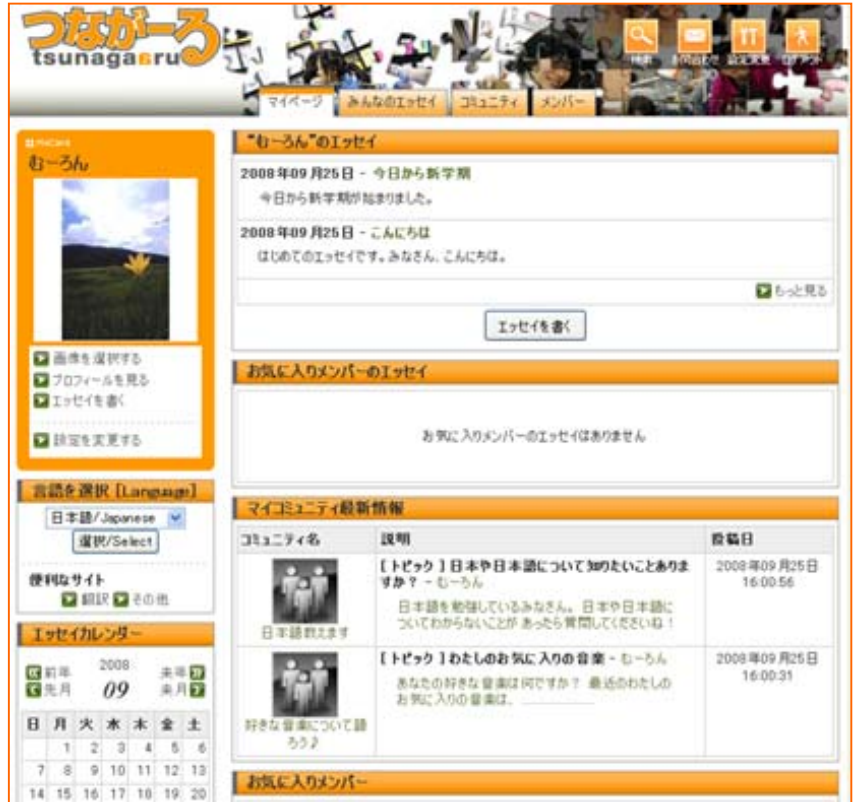 つながーる
tsunagaaru
検索 お問合わせ 設定変更 ログアウト
マイページ みんなのエッセイ コミュニティ メンバー
むーろん
画像を選択する
プロフィールを見る
エッセイを書く
設定を変更する
言語を選択 [Language]
日本語/Japanese
選択/Select
便利なサイト
翻訳 その他
エッセイカレンダー
前年 2008 来年
先月 09 来月
日 月 火 水 木 金 土
1 2 3 4 5 6
7 8 9 10 11 12 13
14 15 16 17 18 19 20
"むーろん"のエッセイ
2008年09月25日 - 今日から新学期
今日から新学期が始まりました。
2008年09月25日 - こんにちは
はじめてのエッセイです。みなさん、こんにちは。
もっと見る
エッセイを書く
お気に入りメンバーのエッセイ
お気に入りメンバーのエッセイはありません
マイコミュニティ最新情報
コミュニティ名 説明 投稿日
日本語教えます
【トピック】日本や日本語について知りたいことありま
すか？ - むーろん
日本語を勉強しているみなさん。日本や日本語に
ついてわからないことがあったら質問してくださいね！
2008年09月25日
16:00:56
好きな音楽について語
ろう♪
【トピック】わたしのお気に入りの音楽 - むーろん
あなたの好きな音楽は何ですか？ 最近のわたしの
お気に入りの音楽は、
2008年09月25日
16:00:31
お気に入りメンバー